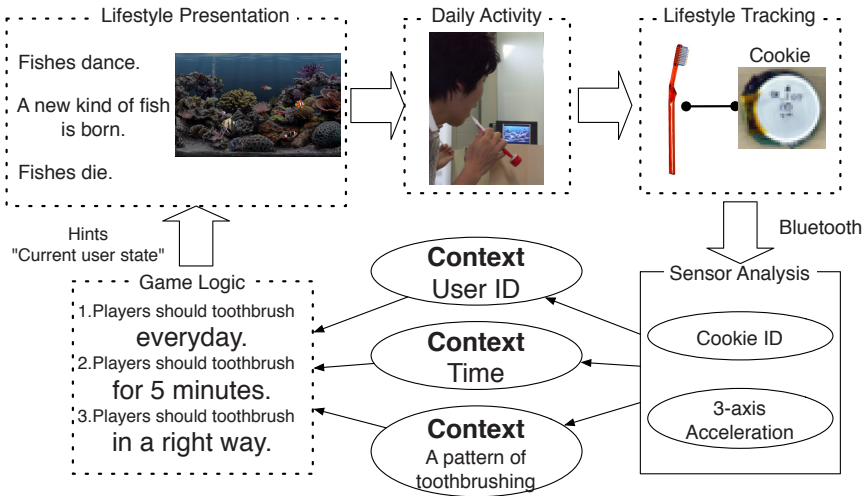 Lifestyle Presentation
Fishes dance.
A new kind of fish
is born.
Fishes die.
Daily Activity
Lifestyle Tracking
Cookie
Bluetooth
Hints
"Current user state"
Game Logic
1.Players should toothbrush
everyday.
2.Players should toothbrush
for 5 minutes.
3.Players should toothbrush
in a right way.
Context
User ID
Context
Time
Context
A pattern of
toothbrushing
Sensor Analysis
Cookie ID
3-axis
Acceleration